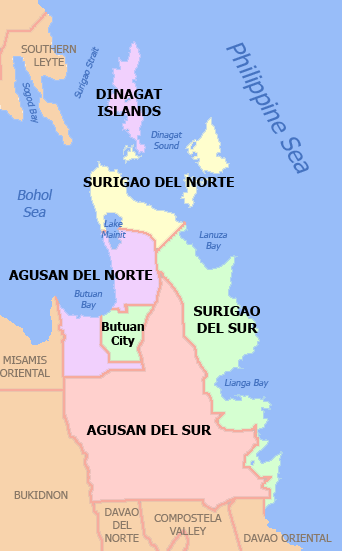 SOUTHERN
LEYTE
Surigao Strait
Sogod Bay
Philippine Sea
DINAGAT
ISLANDS
Dinagat
Sound
SURIGAO DEL NORTE
Bohol
Sea
Lake
Mainit
Lanuza
Bay
AGUSAN DEL NORTE
Butuan
Bay
SURIGAO
DEL SUR
Butuan
City
MISAMIS
ORIENTAL
Lianga Bay
AGUSAN DEL SUR
BUKIDNON
DAVAO
DEL
NORTE
COMPOSTELA
VALLEY
DAVAO ORIENTAL